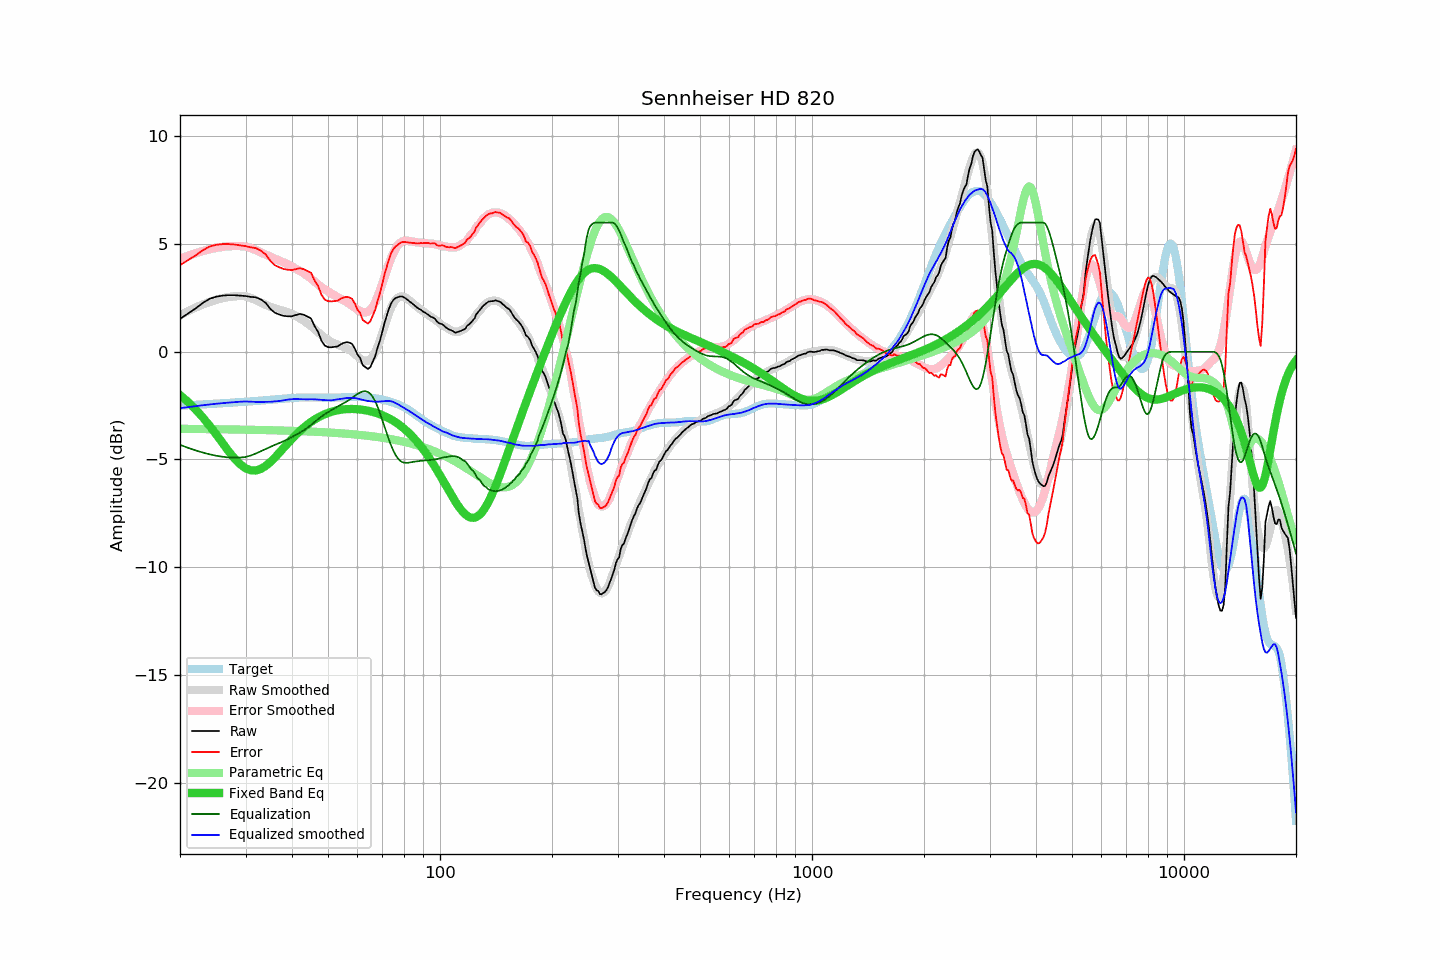 Sennheiser HD 820
10
5
0
−5
−10
−15
−20
Amplitude (dBr)
Target
Raw Smoothed
Error Smoothed
Raw
Error
Parametric Eq
Fixed Band Eq
Equalization
Equalized smoothed
100
1000
10000
Frequency (Hz)